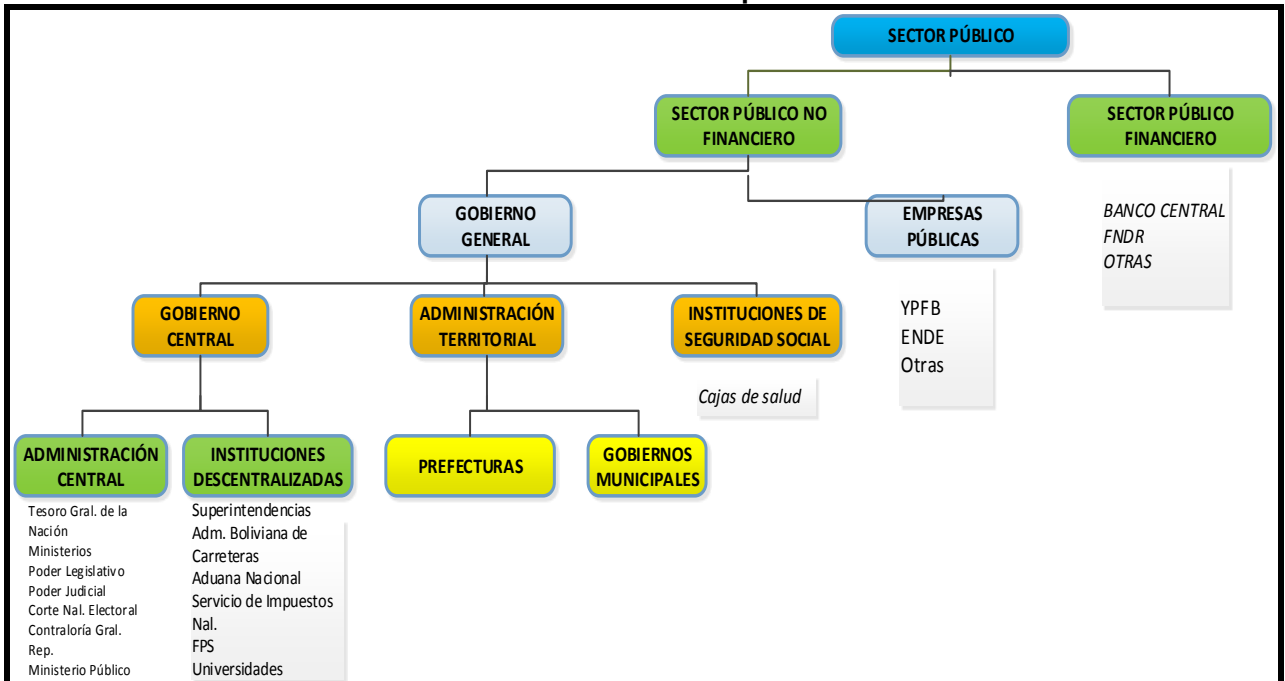 SECTOR PÚBLICO
SECTOR PÚBLICO NO
FINANCIERO
SECTOR PÚBLICO
FINANCIERO
BANCO CENTRAL
FNDR
OTRAS
GOBIERNO
GENERAL
EMPRESAS
PÚBLICAS
YPFB
ENDE
Otras
GOBIERNO
CENTRAL
ADMINISTRACIÓN
TERRITORIAL
INSTITUCIONES DE
SEGURIDAD SOCIAL
Cajas de salud
ADMINISTRACIÓN
CENTRAL
INSTITUCIONES
DESCENTRALIZADAS
PREFECTURAS
GOBIERNOS
MUNICIPALES
Tesoro Gral. de la
Nación
Ministerios
Poder Legislativo
Poder Judicial
Corte Nal. Electoral
Contraloría Gral.
Rep.
Ministerio Público
Superintendencias
Adm. Boliviana de
Carreteras
Aduana Nacional
Servicio de Impuestos
Nal.
FPS
Universidades